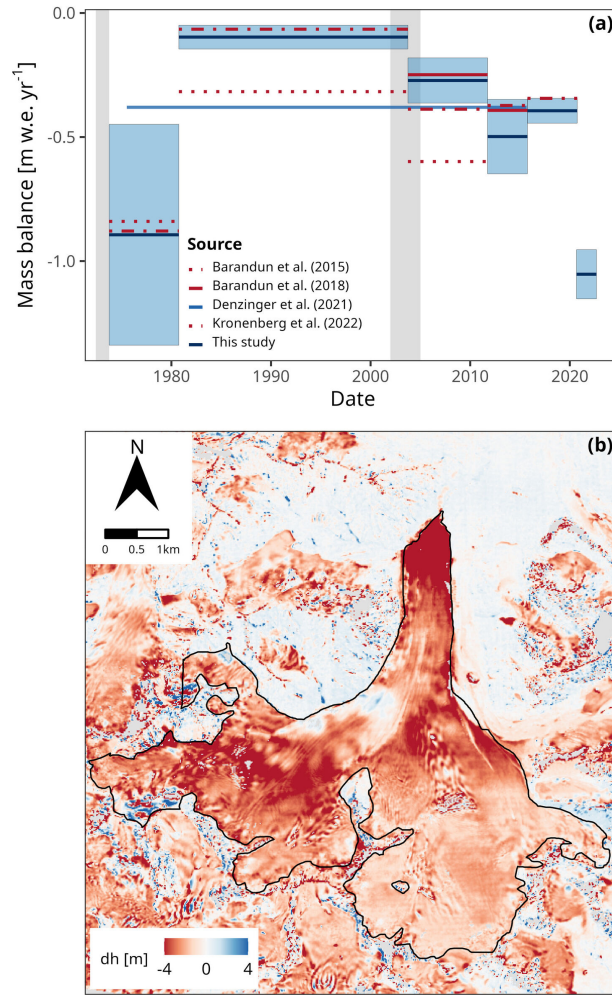 (a)
0.0
-0.5
-1.0
Mass balance [m w.e. yr-1]
Source
Barandun et al. (2015)
Barandun et al. (2018)
Denzinger et al. (2021)
Kronenberg et al. (2022)
This study
1980 1990 2000 2010 2020
Date
(b)
N
0 0.5 1km
dh [m]
-4 0 4